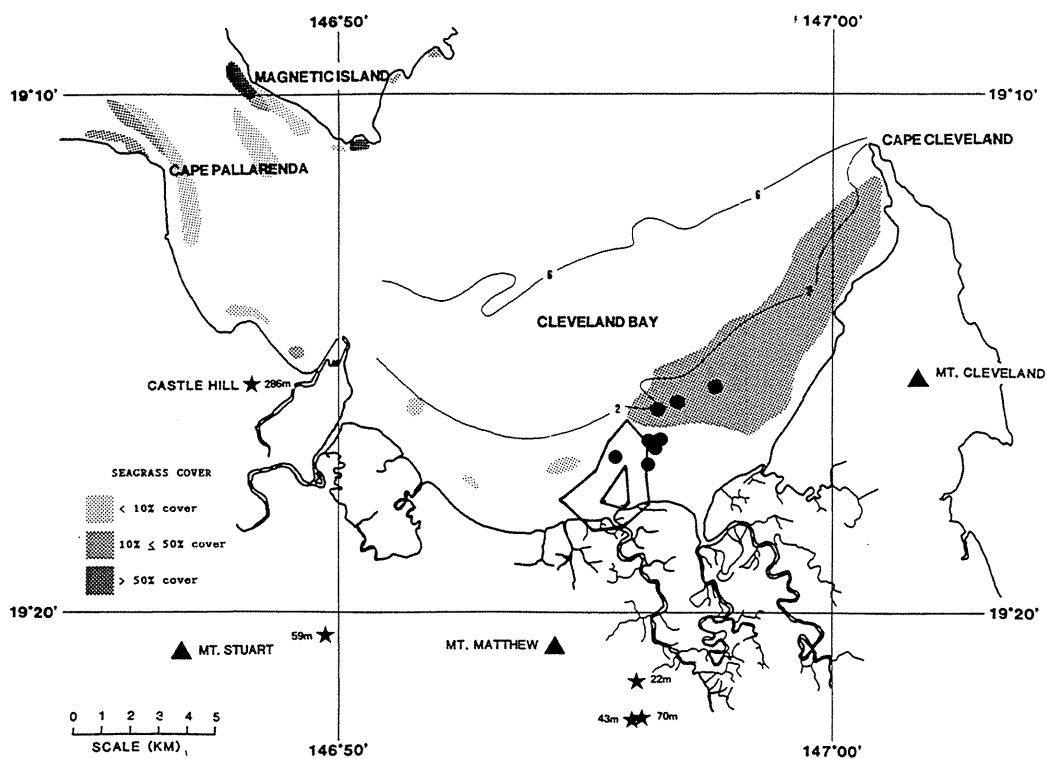 146°50'
147°00'
MAGNETIC ISLAND
19°10'
19°10'
CAPE CLEVELAND
CAPE PALLARENDA
6
6
2
CLEVELAND BAY
CASTLE HILL
286m
MT. CLEVELAND
2
SEAGRASS COVER
< 10% cover
10% ≤ 50% cover
> 50% cover
19°20'
19°20'
59m
MT. STUART
MT. MATTHEW
22m
43m
70m
0 1 2 3 4 5
SCALE (KM)
146°50'
147°00'